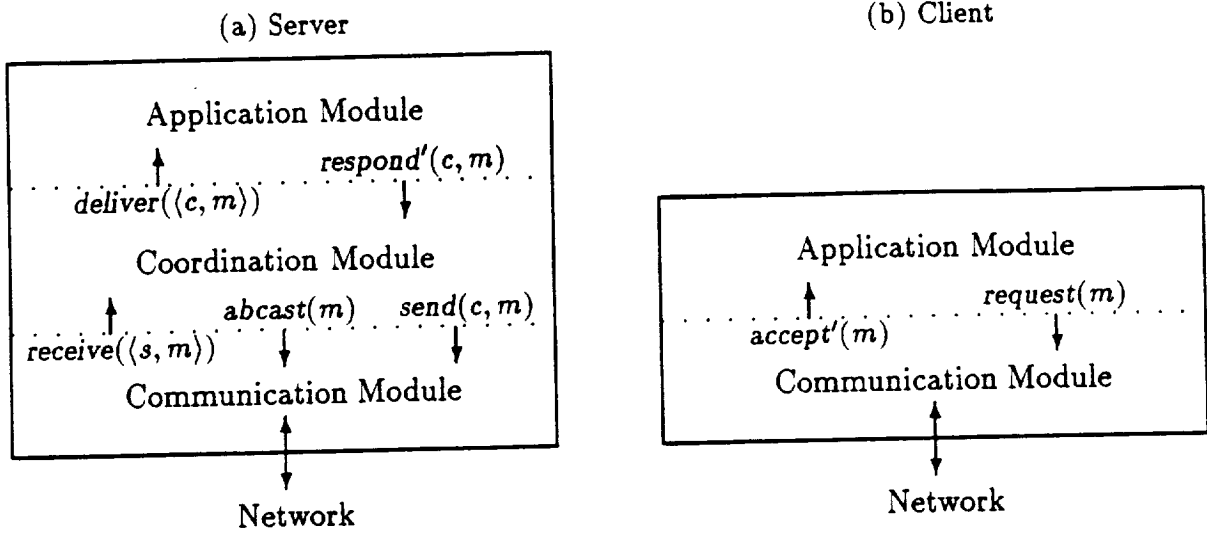 (a) Server
Application Module
respond′(c, m)
deliver(⟨c, m⟩)
Coordination Module
abcast(m)
send(c, m)
receive(⟨s, m⟩)
Communication Module
Network
(b) Client
Application Module
request(m)
accept′(m)
Communication Module
Network